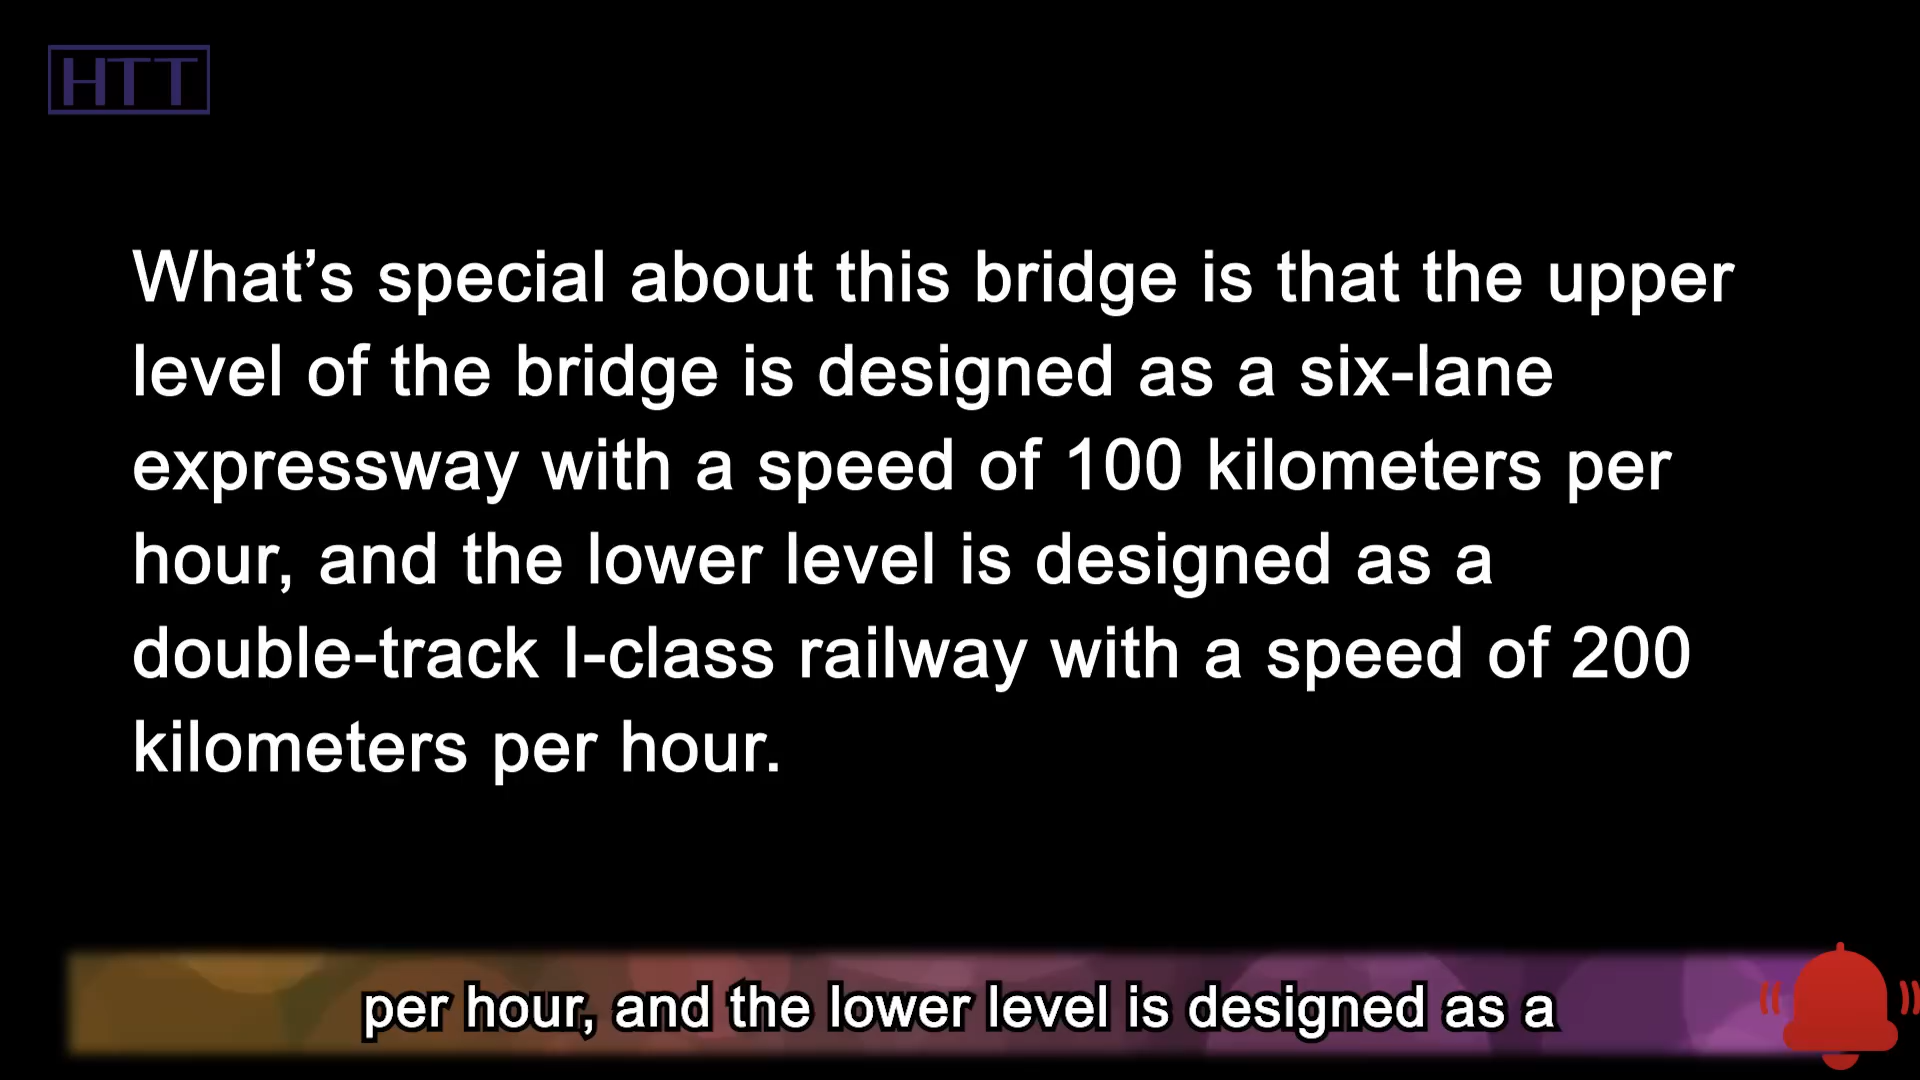 HTT
What’s special about this bridge is that the upper
level of the bridge is designed as a six-lane
expressway with a speed of 100 kilometers per
hour, and the lower level is designed as a
double-track I-class railway with a speed of 200
kilometers per hour.
per hour, and the lower level is designed as a